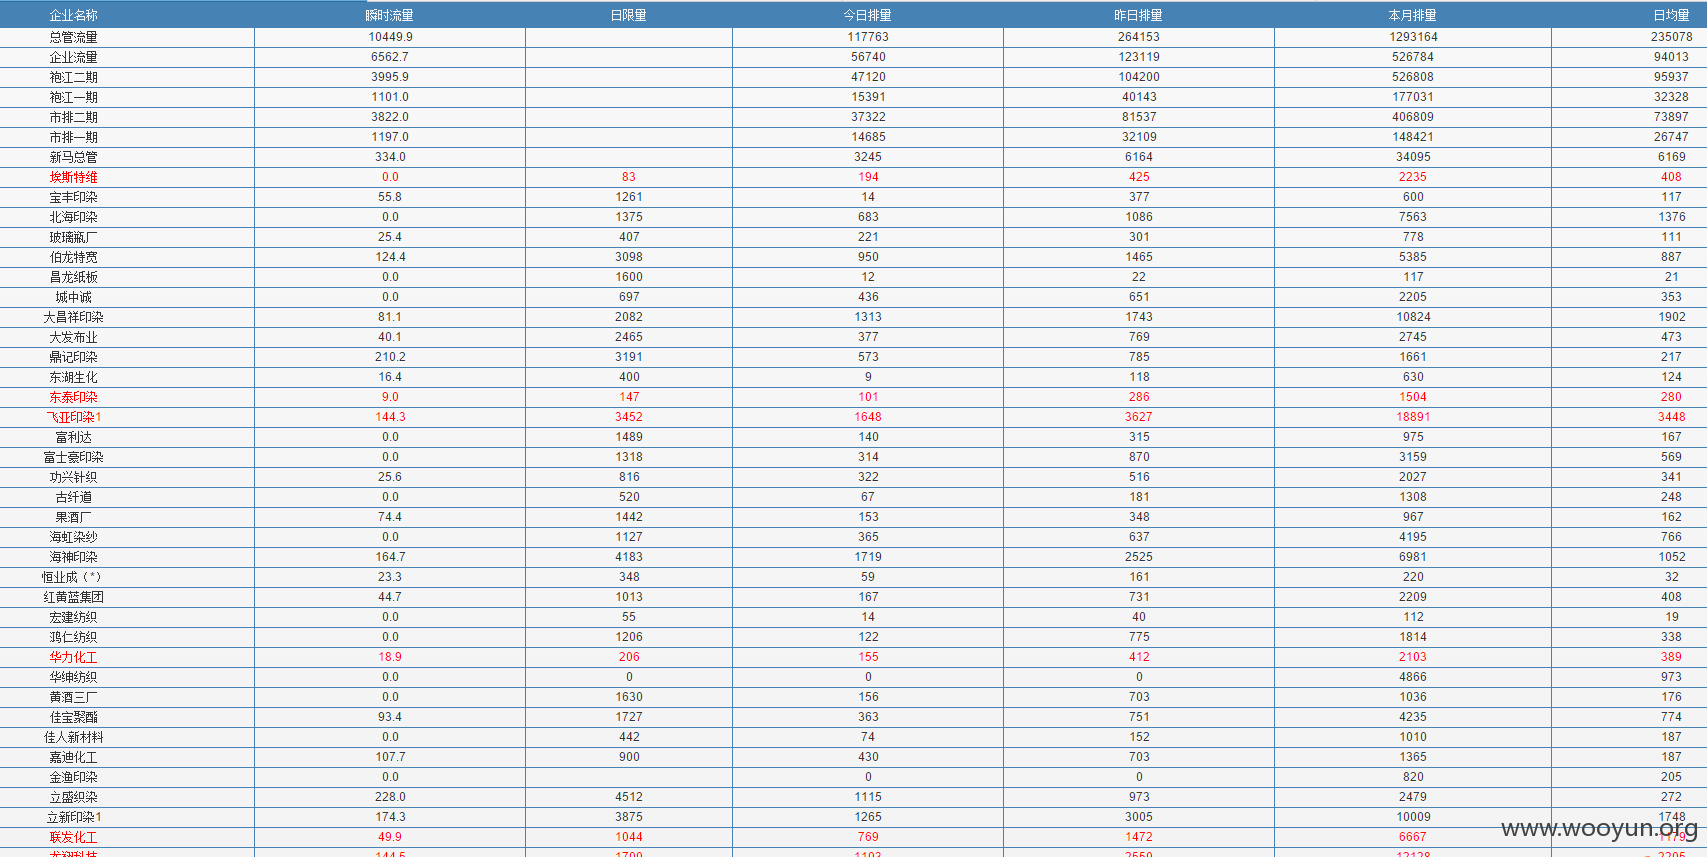 企业名称 瞬时流量 日限量 今日排量 昨日排量 本月排量 日均量
总管流量 10449.9 117763 264153 1293164 235078
企业流量 6562.7 56740 123119 526784 94013
袍江二期 3995.9 47120 104200 526808 95937
袍江一期 1101.0 15391 40143 177031 32328
市排二期 3822.0 37322 81537 406809 73897
市排一期 1197.0 14685 32109 148421 26747
新马总管 334.0 3245 6164 34095 6169
埃斯特维 0.0 83 194 425 2235 408
宝丰印染 55.8 1261 14 377 600 117
北海印染 0.0 1375 683 1086 7563 1376
玻璃瓶厂 25.4 407 221 301 778 111
伯龙特宽 124.4 3098 950 1465 5385 887
昌龙纸板 0.0 1600 12 22 117 21
城中诚 0.0 697 436 651 2205 353
大昌祥印染 81.1 2082 1313 1743 10824 1902
大发布业 40.1 2465 377 769 2745 473
鼎记印染 210.2 3191 573 785 1661 217
东湖生化 16.4 400 9 118 630 124
东泰印染 9.0 147 101 286 1504 280
飞亚印染1 144.3 3452 1648 3627 18891 3448
富利达 0.0 1489 140 315 975 167
富士豪印染 0.0 1318 314 870 3159 569
功兴针织 25.6 816 322 516 2027 341
古纤道 0.0 520 67 181 1308 248
果酒厂 74.4 1442 153 348 967 162
海虹染纱 0.0 1127 365 637 4195 766
海神印染 164.7 4183 1719 2525 6981 1052
恒业成（*） 23.3 348 59 161 220 32
红黄蓝集团 44.7 1013 167 731 2209 408
宏建纺织 0.0 55 14 40 112 19
鸿仁纺织 0.0 1206 122 775 1814 338
华力化工 18.9 206 155 412 2103 389
华绅纺织 0.0 0 0 0 4866 973
黄酒三厂 0.0 1630 156 703 1036 176
佳宝聚酯 93.4 1727 363 751 4235 774
佳人新材料 0.0 442 74 152 1010 187
嘉迪化工 107.7 900 430 703 1365 187
金渔印染 0.0 0 0 820 205
立盛织染 228.0 4512 1115 973 2479 272
立新印染1 174.3 3875 1265 3005 10009 1748
联发化工 49.9 1044 769 1472 6667 1179
www.wooyun.org